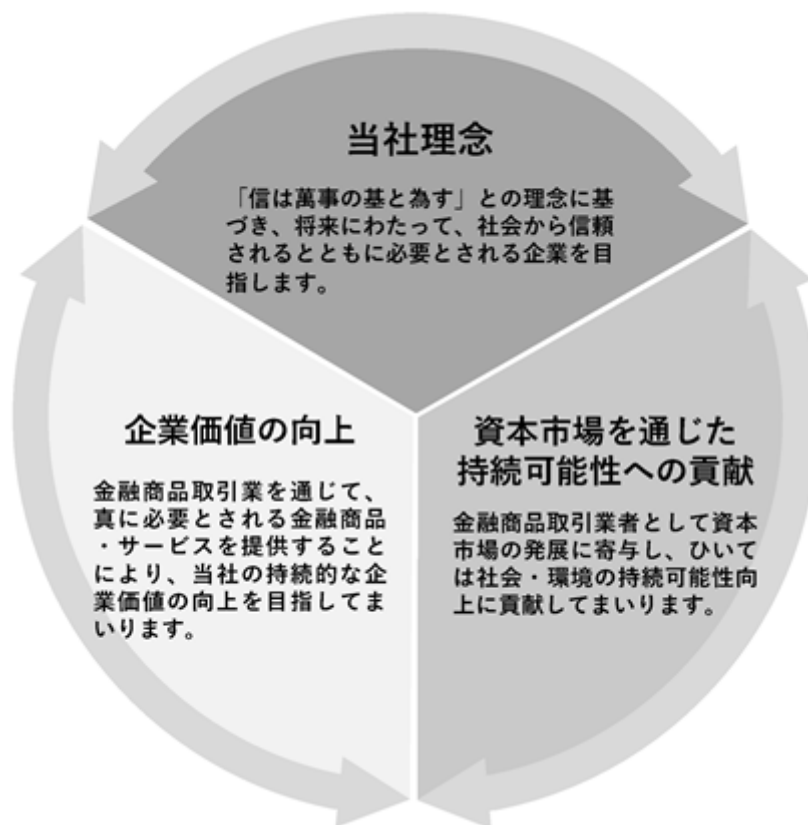 当社理念
「信は萬事の基と為す」との理念に基
づき、将来にわたって、社会から信頼
されるとともに必要とされる企業を目
指します。
企業価値の向上
金融商品取引業を通じて、
真に必要とされる金融商品
・サービスを提供すること
により、当社の持続的な企
業価値の向上を目指してま
いります。
資本市場を通じた
持続可能性への貢献
金融商品取引業者として資本
市場の発展に寄与し、ひいて
は社会・環境の持続可能性向
上に貢献してまいります。